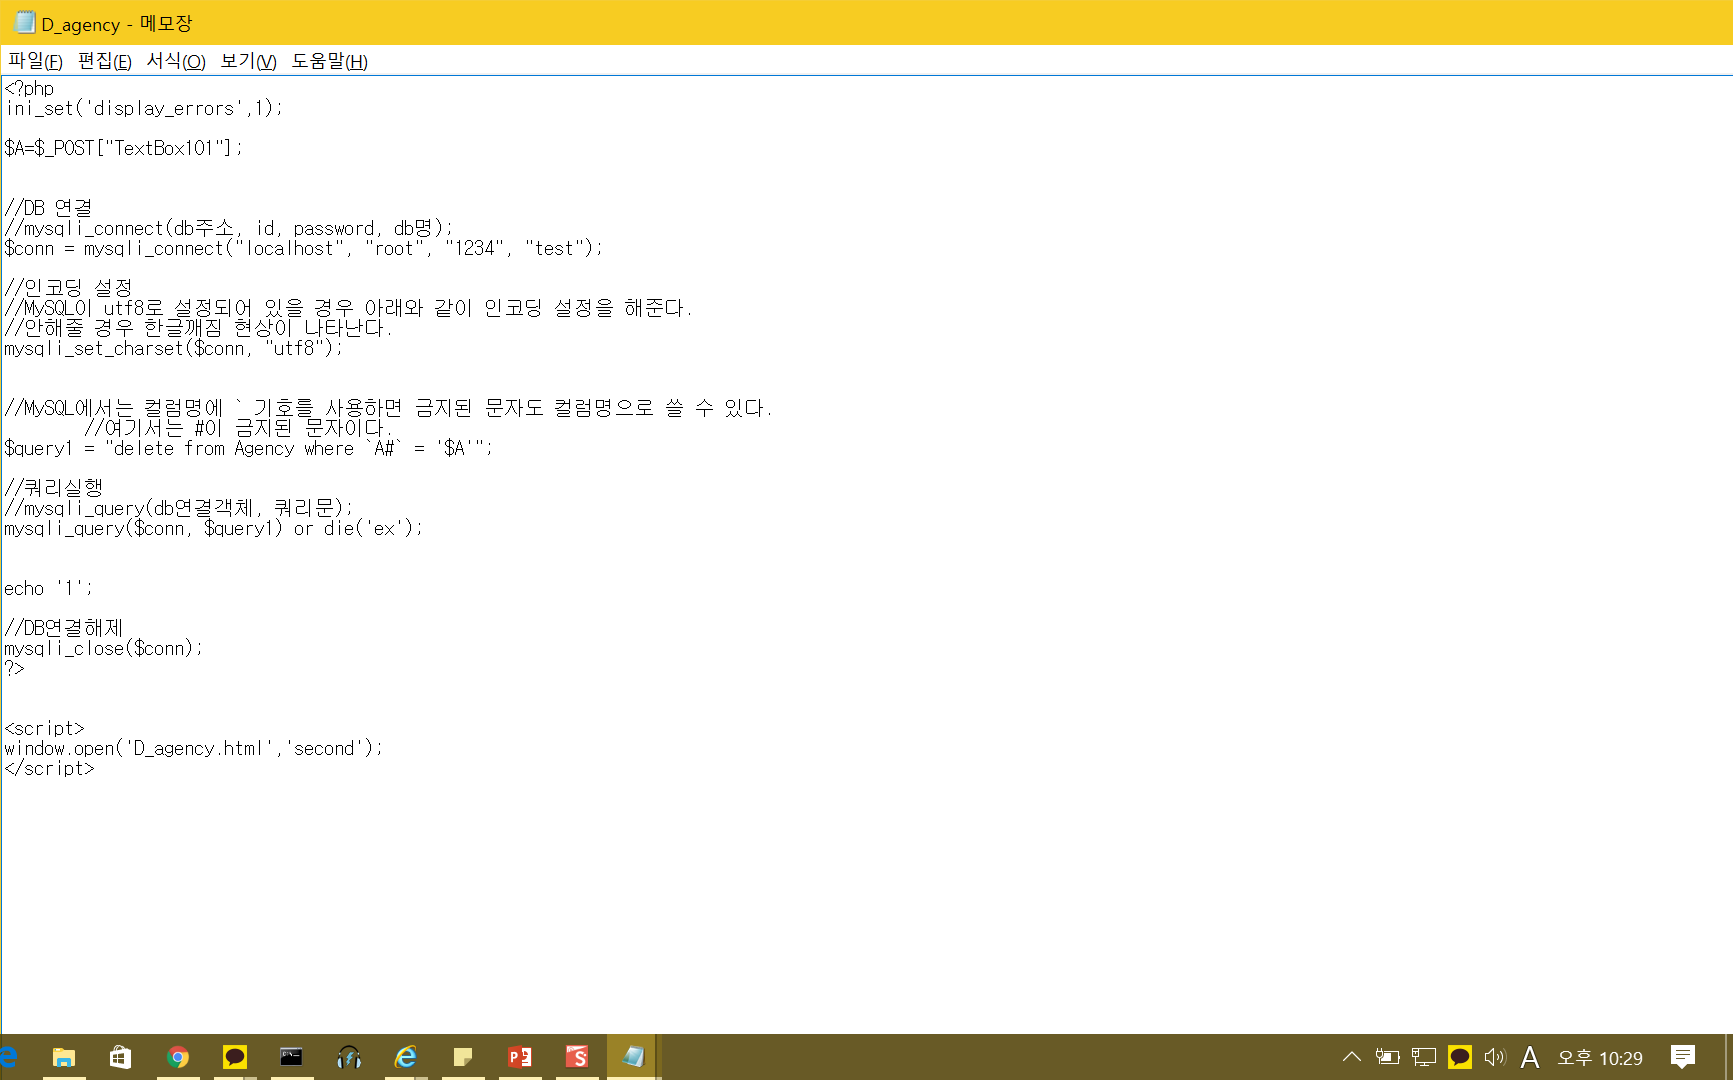 D_agency - 메모장
파일(F) 편집(E) 서식(O) 보기(V) 도움말(H)
<?php
ini_set('display_errors',1);
$A=$_POST["TextBox101"];
//DB 연결
//mysqli_connect(db주소, id, password, db명);
$conn = mysqli_connect("localhost", "root", "1234", "test");
//인코딩 설정
//MySQL이 utf8로 설정되어 있을 경우 아래와 같이 인코딩 설정을 해준다.
//안해줄 경우 한글깨짐 현상이 나타난다.
mysqli_set_charset($conn, "utf8");
//MySQL에서는 컬럼명에 ` 기호를 사용하면 금지된 문자도 컬럼명으로 쓸 수 있다.
//여기서는 #이 금지된 문자이다.
$query1 = "delete from Agency where `A#` = '$A'";
//쿼리실행
//mysqli_query(db연결객체, 쿼리문);
mysqli_query($conn, $query1) or die('ex');
echo '1';
//DB연결해제
mysqli_close($conn);
?>
<script>
window.open('D_agency.html','second');
</script>
A 오후 10:29